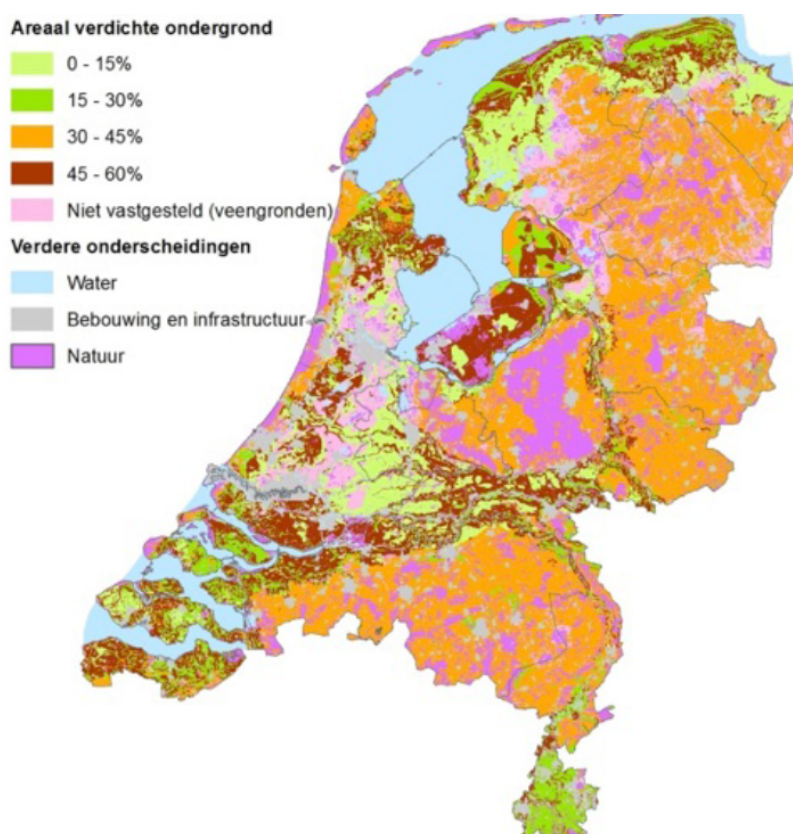 Areaal verdichte ondergrond
0 - 15%
15 - 30%
30 - 45%
45 - 60%
Niet vastgesteld (veengronden)
Verdere onderscheidingen
Water
Bebouwing en infrastructuur
Natuur